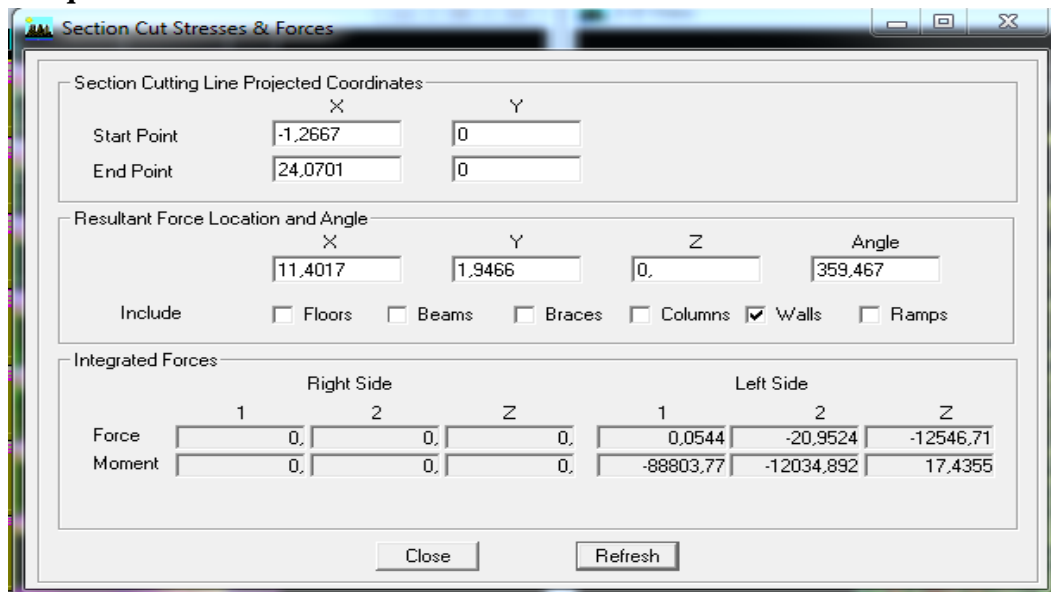 Section Cut Stresses & Forces
Section Cutting Line Projected Coordinates
X Y
Start Point -1,2667 0
End Point 24,0701 0
Resultant Force Location and Angle
X Y Z Angle
11,4017 1,9466 0, 359,467
Include Floors Beams Braces Columns Walls Ramps
Integrated Forces
Right Side Left Side
1 2 Z 1 2 Z
Force 0, 0, 0, 0,0544 -20,9524 -12546,71
Moment 0, 0, 0, -88803,77 -12034,892 17,4355
Close Refresh